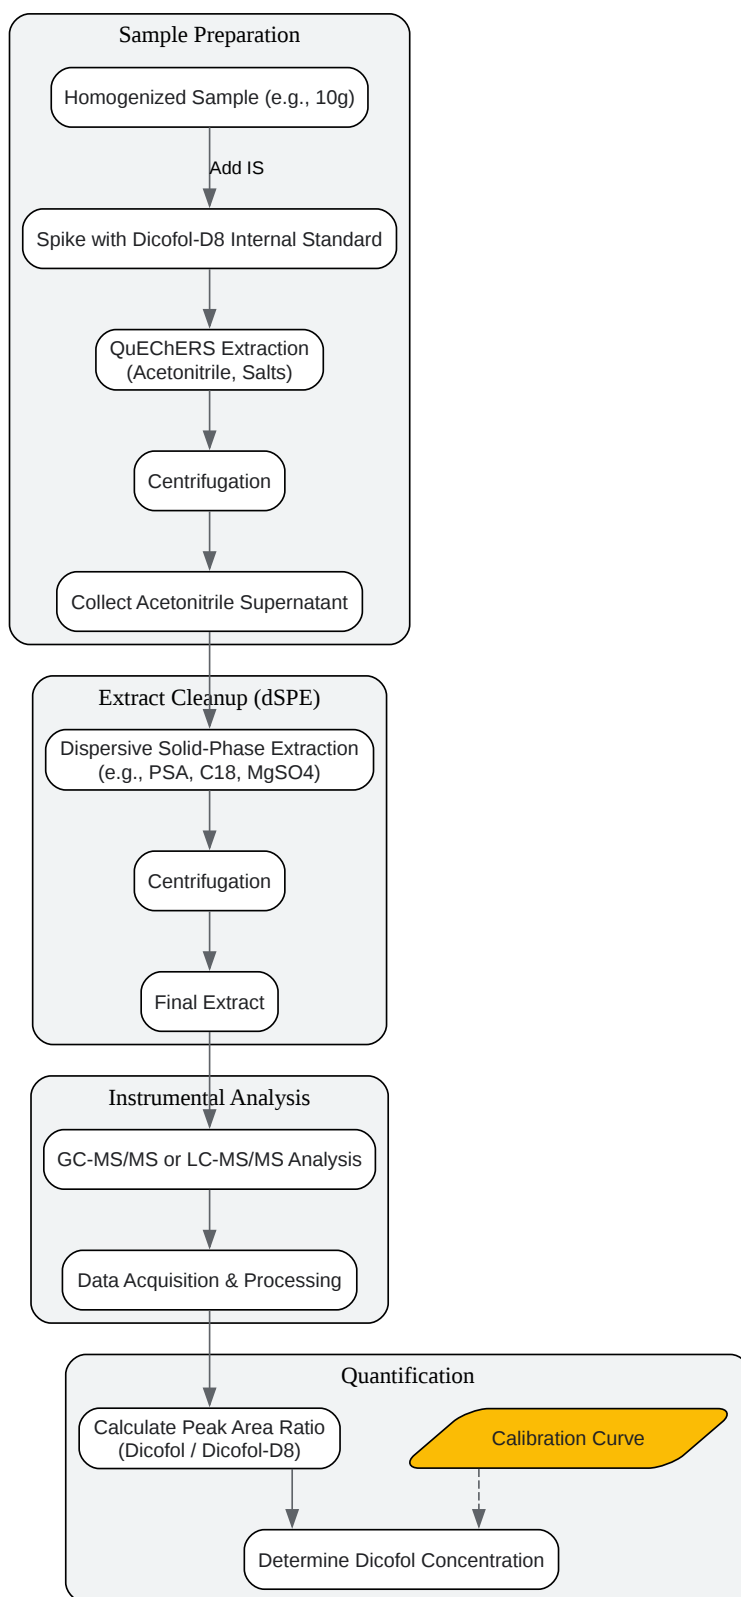 Sample Preparation
Homogenized Sample (e.g., 10g)
Add IS
Spike with Dicofol-D8 Internal Standard
QuEChERS Extraction
(Acetonitrile, Salts)
Centrifugation
Collect Acetonitrile Supernatant
Extract Cleanup (dSPE)
Dispersive Solid-Phase Extraction
(e.g., PSA, C18, MgSO4)
Centrifugation
Final Extract
Instrumental Analysis
GC-MS/MS or LC-MS/MS Analysis
Data Acquisition & Processing
Quantification
Calculate Peak Area Ratio
(Dicofol / Dicofol-D8)
Calibration Curve
Determine Dicofol Concentration